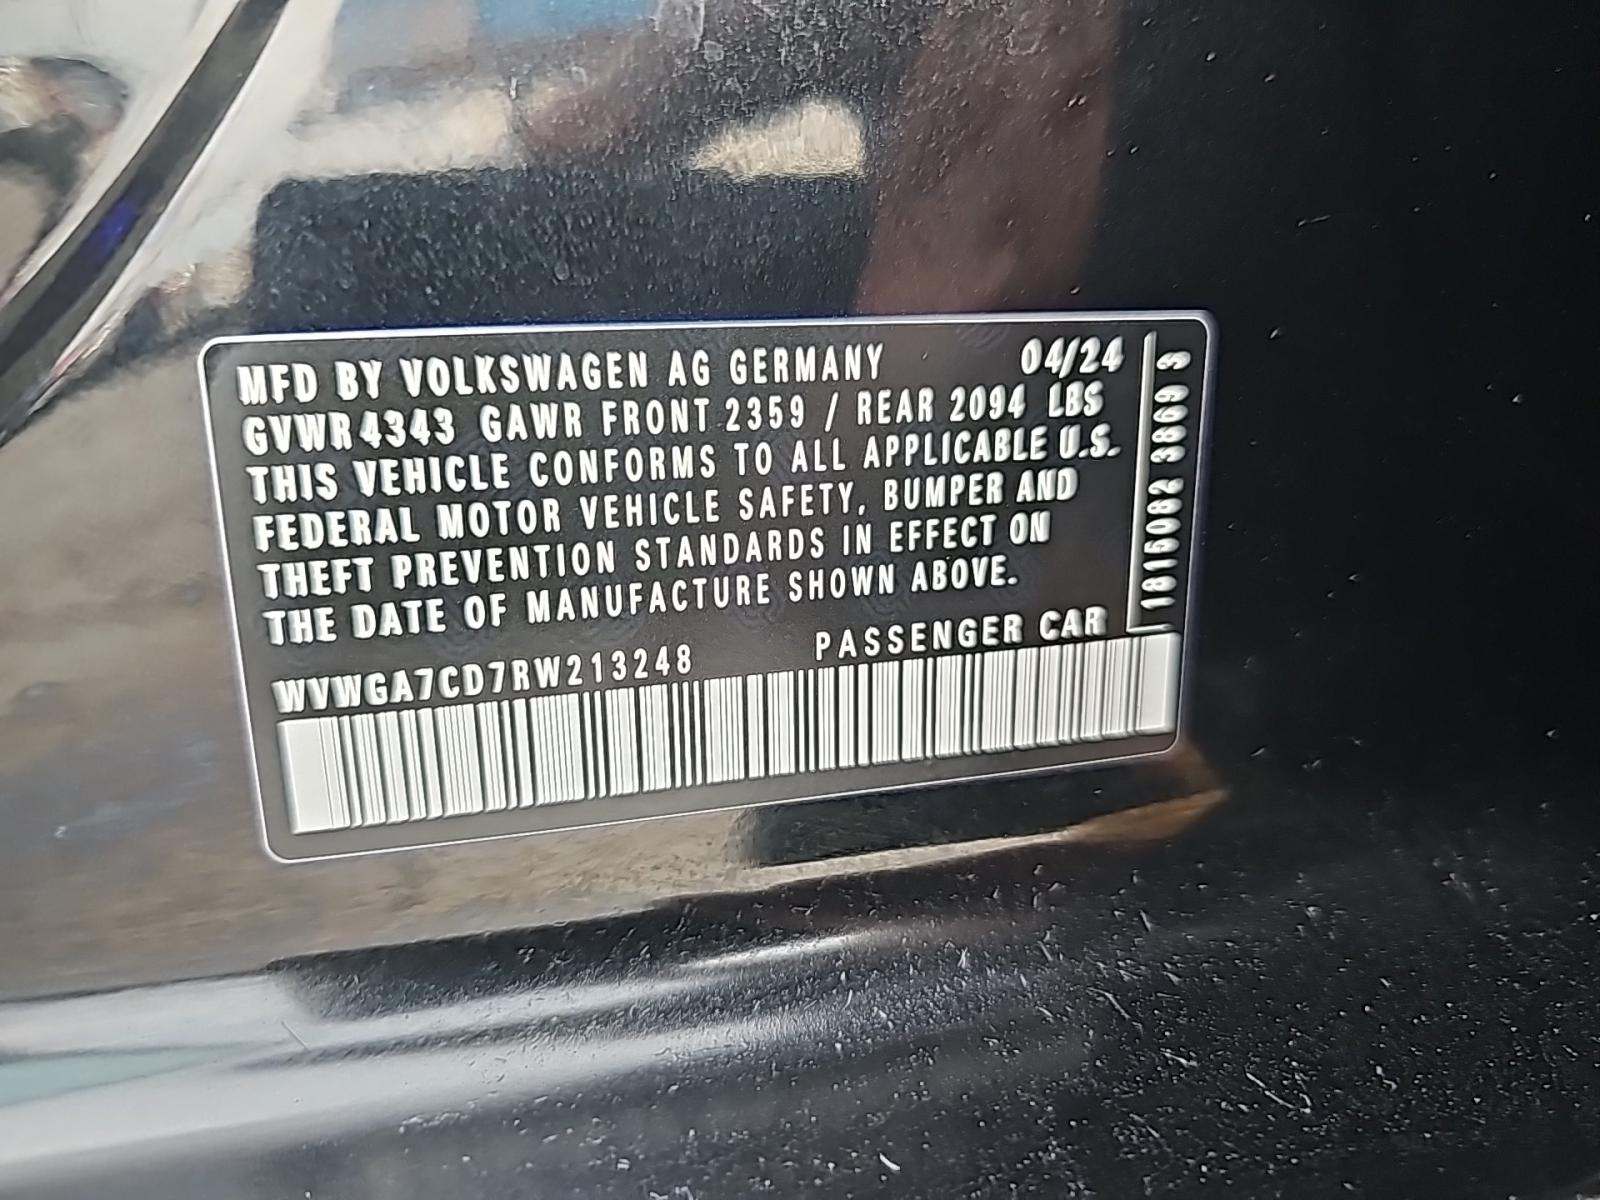 MFD BY VOLKSWAGEN AG GERMANY 04/24
GVWR 4343 GAWR FRONT 2359 / REAR 2094 LBS
THIS VEHICLE CONFORMS TO ALL APPLICABLE U.S.
FEDERAL MOTOR VEHICLE SAFETY, BUMPER AND
THEFT PREVENTION STANDARDS IN EFFECT ON
THE DATE OF MANUFACTURE SHOWN ABOVE.
WVWGA7CD7RW213248 PASSENGER CAR
1815082 3869 3